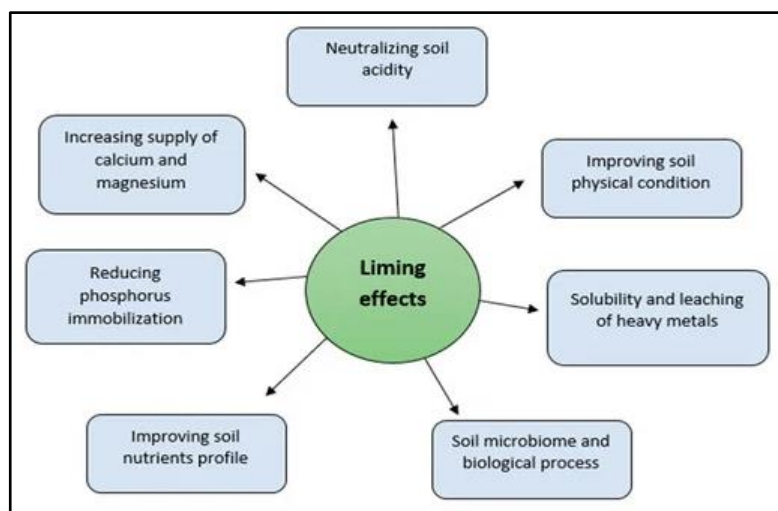 Neutralizing soil
acidity
Increasing supply of
calcium and
magnesium
Improving soil
physical condition
Reducing
phosphorus
immobilization
Liming
effects
Solubility and leaching
of heavy metals
Improving soil
nutrients profile
Soil microbiome and
biological process